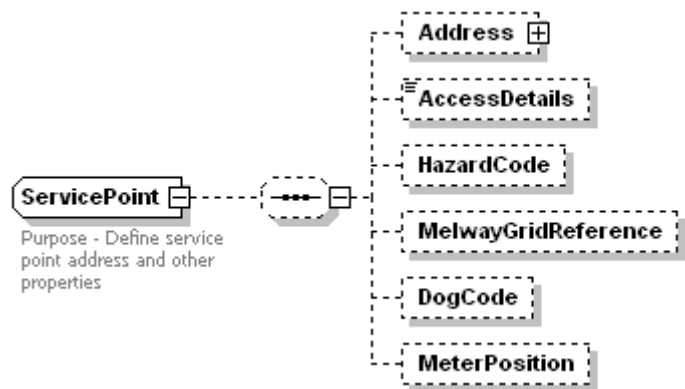 Address
AccessDetails
HazardCode
ServicePoint
Purpose - Define service
point address and other
properties
MelwayGridReference
DogCode
MeterPosition